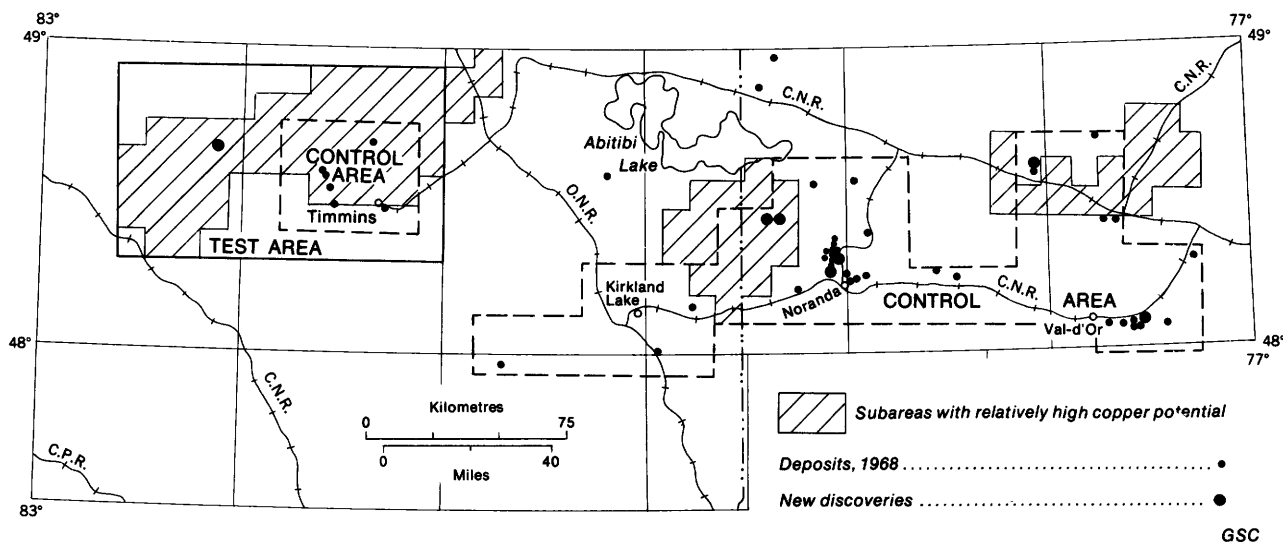 83°
77°
49°
49°
C.N.R.
C.N.R.
Abitibi
Lake
CONTROL
AREA
O.N.R.
Timmins
TEST AREA
Kirkland
Lake
Noranda
CONTROL
C.N.R.
AREA
Val-d'Or
48°
48°
77°
C.N.R.
Kilometres
0 75
0 40
Miles
Subareas with relatively high copper potential
C.P.R.
Deposits, 1968
New discoveries
83°
GSC